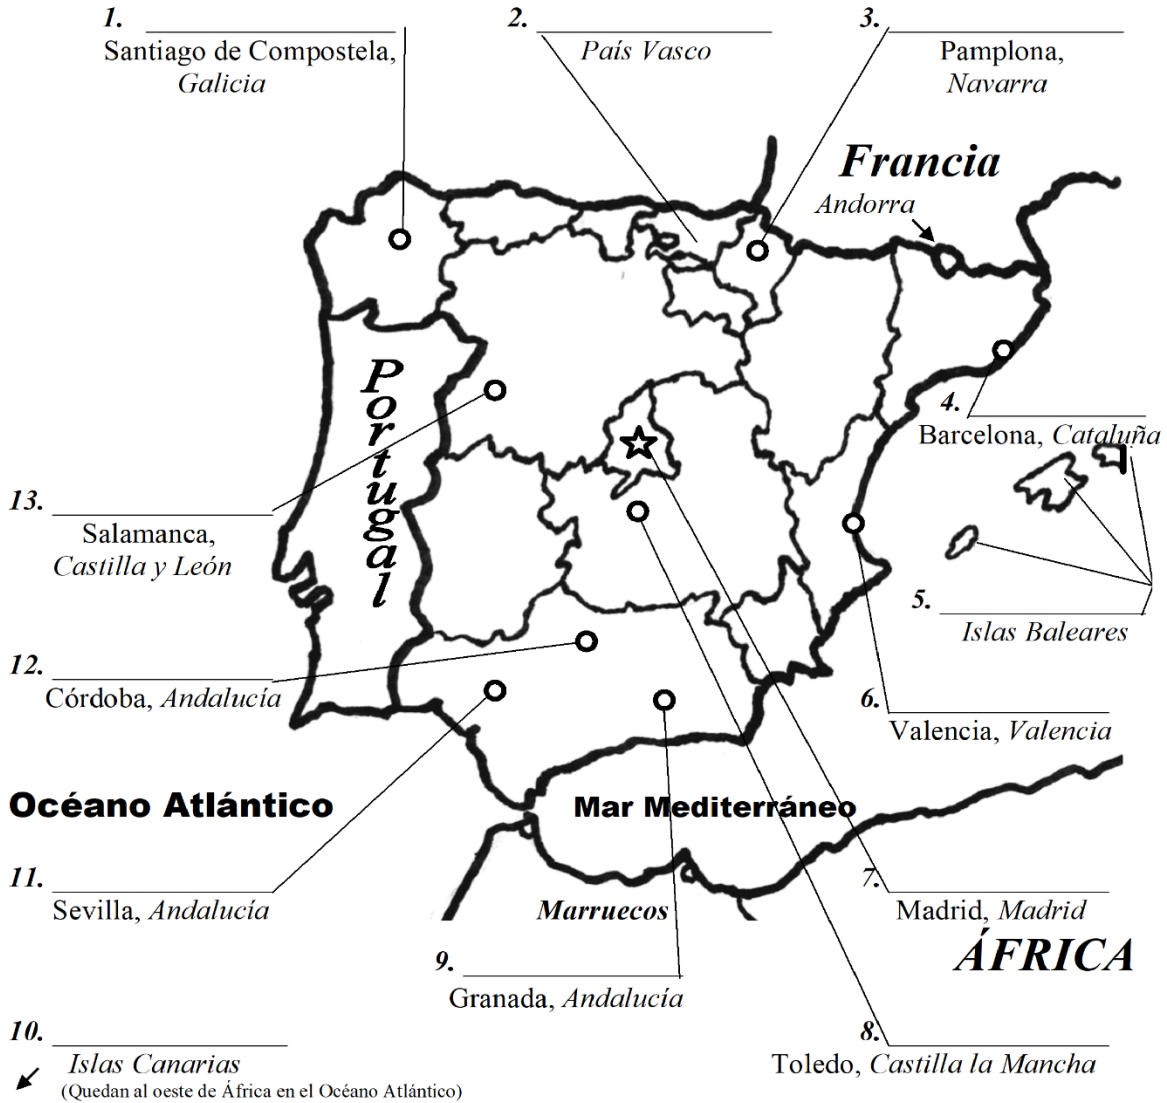 1.
Santiago de Compostela,
Galicia
2.
País Vasco
3.
Pamplona,
Navarra
Francia
Andorra
Portugal
4.
Barcelona, Cataluña
13.
Salamanca,
Castilla y León
5.
Islas Baleares
12.
Córdoba, Andalucía
6.
Valencia, Valencia
Océano Atlántico
Mar Mediterráneo
11.
Sevilla, Andalucía
7.
Madrid, Madrid
Marruecos
ÁFRICA
9.
Granada, Andalucía
10.
Islas Canarias
(Quedan al oeste de África en el Océano Atlántico)
8.
Toledo, Castilla la Mancha